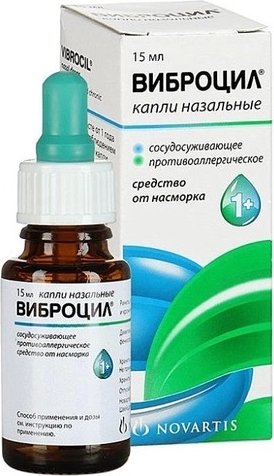 15 мл
ВИБРОЦИЛ®
капли назальные
сосудосуживающее
противоаллергическое
средство
от насморка
1+
NOVARTIS
VIBROCIL®
15 мл капли назальные
ВИБРОЦИЛ®
сосудосуживающее
противоаллергическое
средство от насморка
1+
Способ применения и дозы
см. инструкцию по
применению.